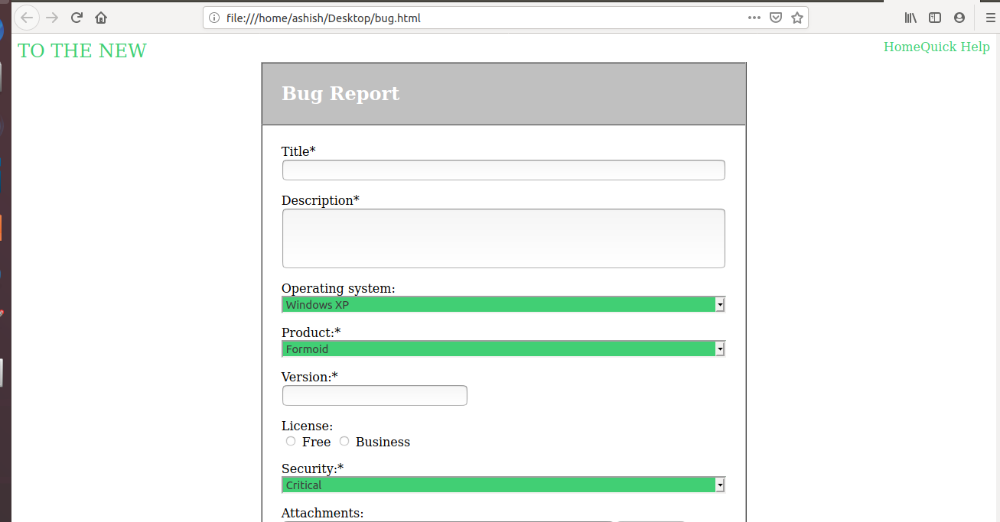 file:///home/ashish/Desktop/bug.html
TO THE NEW
HomeQuick Help
Bug Report
Title*
Description*
Operating system:
Windows XP
Product:*
Formoid
Version:*
License:
Free Business
Security:*
Critical
Attachments: